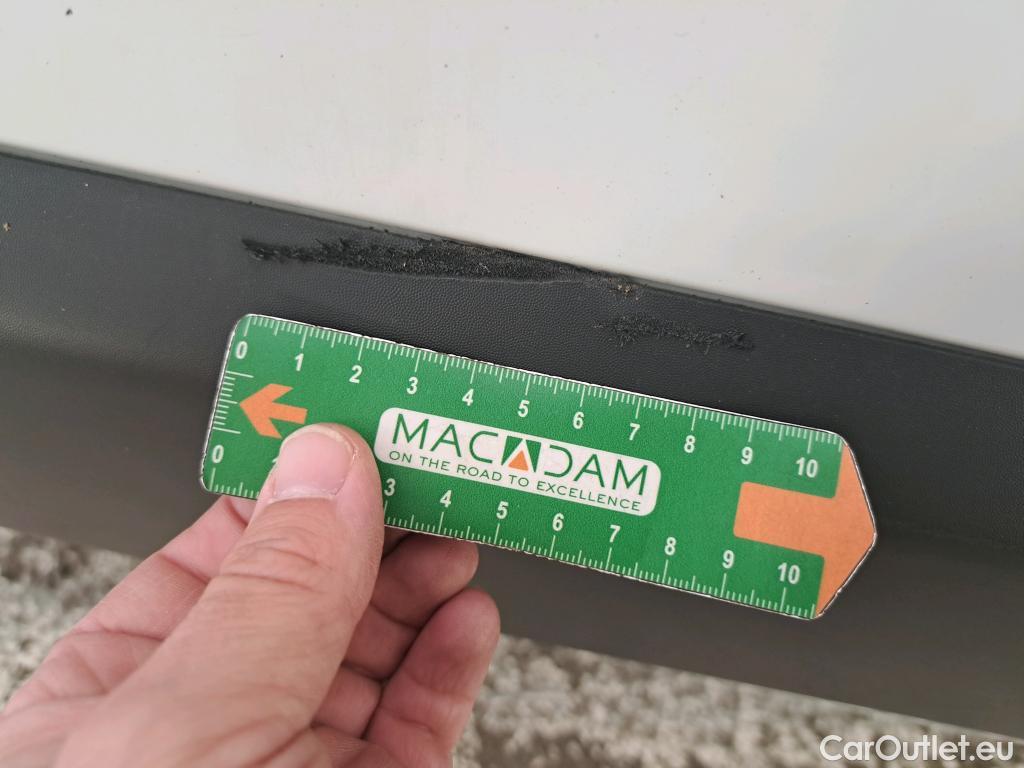 0 1 2 3 4 5 6 7 8 9 10
MACADAM
ON THE ROAD TO EXCELLENCE
0 3 4 5 6 7 8 9 10
CarOutlet.eu